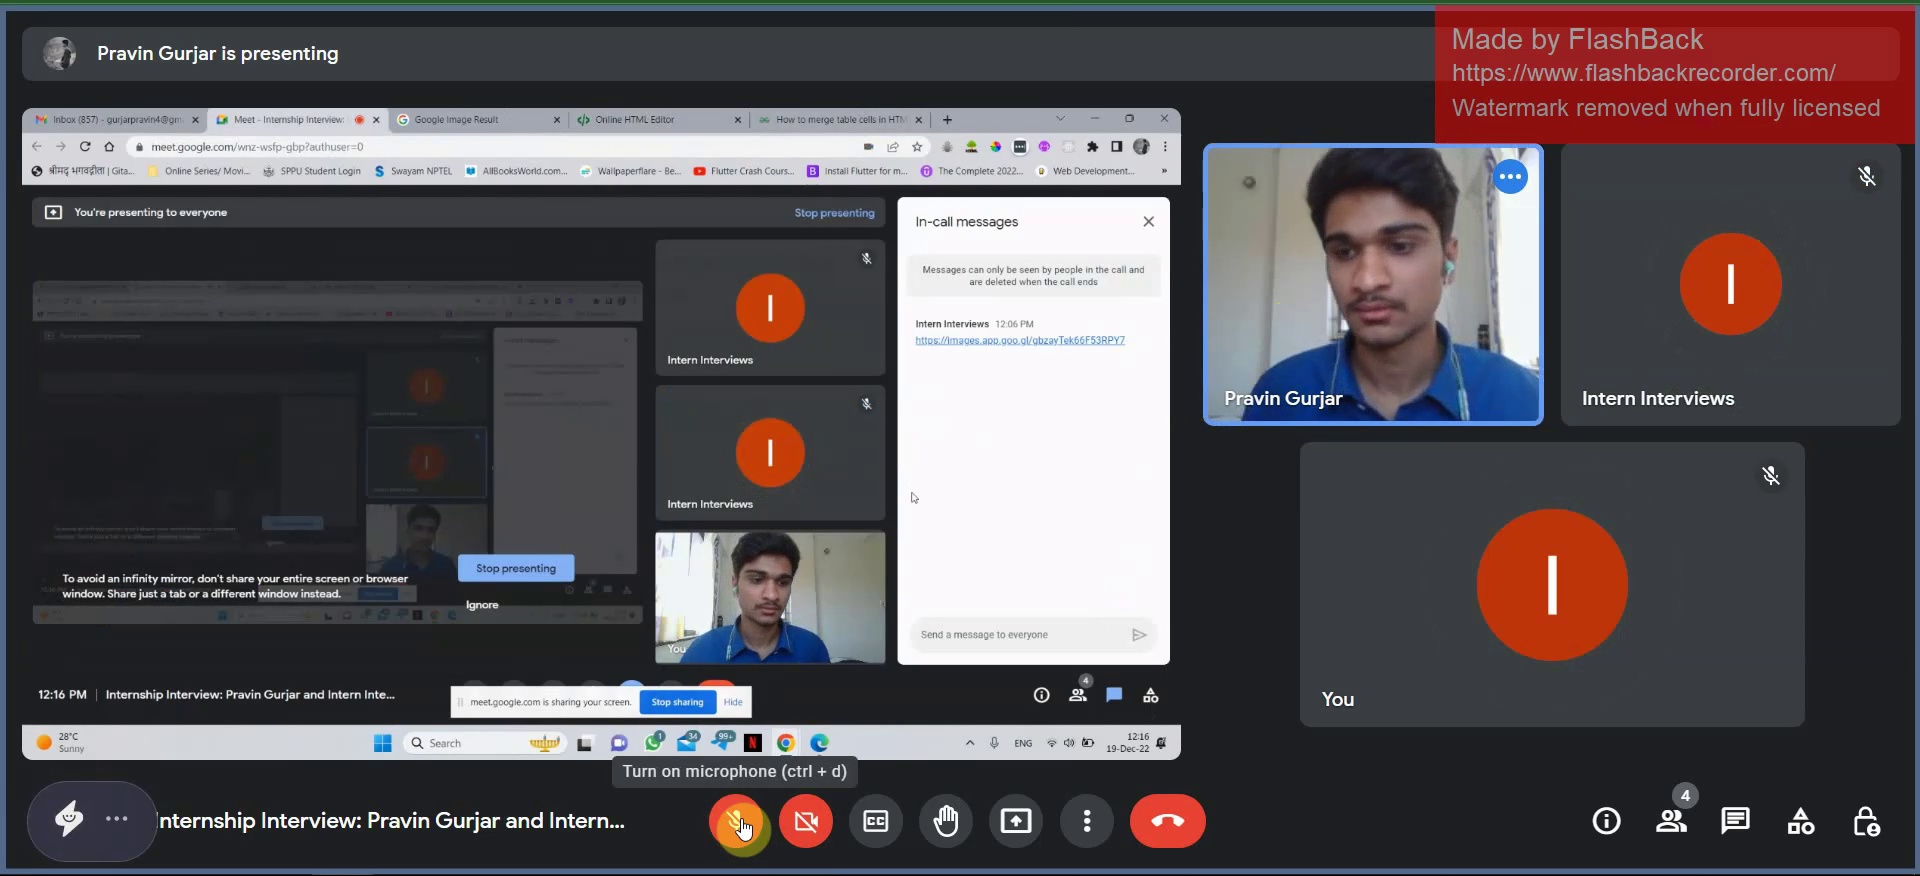 Pravin Gurjar is presenting
Made by FlashBack
https://www.flashbackrecorder.com/
Watermark removed when fully licensed
Inbox (857) - gurjarpravin4@gm
Meet - Internship Interview:
Google Image Result
Online HTML Editor
How to merge table cells in HTM
meet.google.com/wnz-wsfp-gbp?authuser=0
श्रीमद् भगवद्गीता | Gita...
Online Series/ Movi...
SPPU Student Login
Swayam NPTEL
AllBooksWorld.com...
Wallpaperflare - Be...
Flutter Crash Cours...
Install Flutter for m...
The Complete 2022...
Web Development...
»
You're presenting to everyone
Stop presenting
In-call messages
Messages can only be seen by people in the call and
are deleted when the call ends
Intern Interviews 12:06 PM
https://images.app.goo.gl/gbzayTek66F53RPY7
I
Intern Interviews
I
Intern Interviews
You
To avoid an infinity mirror, don't share your entire screen or browser
window. Share just a tab or a different window instead.
Stop presenting
Ignore
Send a message to everyone
12:16 PM | Internship Interview: Pravin Gurjar and Intern Inte...
4
meet.google.com is sharing your screen.
Stop sharing
Hide
28°C
Sunny
Search
1
34
99+
N
ENG
12:16
19-Dec-22
Pravin Gurjar
I
Intern Interviews
I
You
Turn on microphone (ctrl + d)
Internship Interview: Pravin Gurjar and Intern...
CC
4